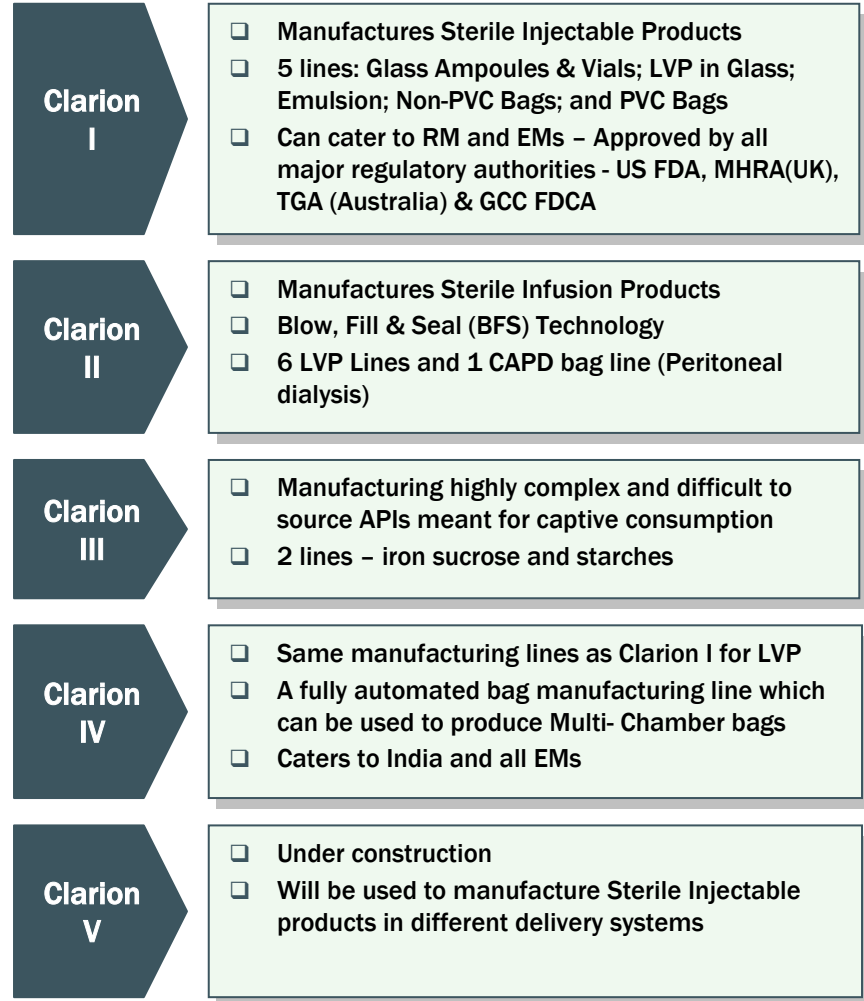 Clarion
I
❑ Manufactures Sterile Injectable Products
❑ 5 lines: Glass Ampoules & Vials; LVP in Glass;
Emulsion; Non-PVC Bags; and PVC Bags
❑ Can cater to RM and EMs – Approved by all
major regulatory authorities - US FDA, MHRA(UK),
TGA (Australia) & GCC FDCA
Clarion
II
❑ Manufactures Sterile Infusion Products
❑ Blow, Fill & Seal (BFS) Technology
❑ 6 LVP Lines and 1 CAPD bag line (Peritoneal
dialysis)
Clarion
III
❑ Manufacturing highly complex and difficult to
source APIs meant for captive consumption
❑ 2 lines – iron sucrose and starches
Clarion
IV
❑ Same manufacturing lines as Clarion I for LVP
❑ A fully automated bag manufacturing line which
can be used to produce Multi- Chamber bags
❑ Caters to India and all EMs
Clarion
V
❑ Under construction
❑ Will be used to manufacture Sterile Injectable
products in different delivery systems